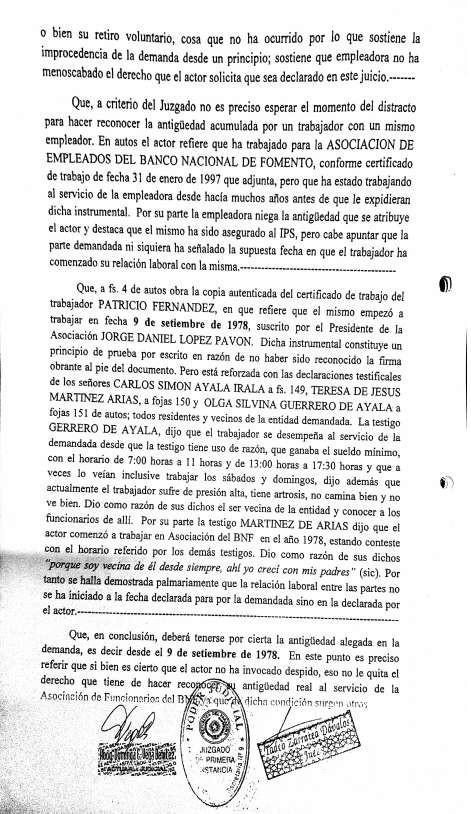 o bien su retiro voluntario, cosa que no ha ocurrido por lo que sostiene la
improcedencia de la demanda desde un principio; sostiene que empleadora no ha
menoscabado el derecho que el actor solicita que sea declarado en este juicio.-------
Que, a criterio del Juzgado no es preciso esperar el momento del distracto
para hacer reconocer la antigüedad acumulada por un trabajador con un mismo
empleador. En autos el actor refiere que ha trabajado para la ASOCIACION DE
EMPLEADOS DEL BANCO NACIONAL DE FOMENTO, conforme certificado
de trabajo de fecha 31 de enero de 1997 que adjunta, pero que ha estado trabajando
al servicio de la empleadora desde hacía muchos años antes de que le expidieran
dicha instrumental. Por su parte la empleadora niega la antigüedad que se atribuye
el actor y destaca que el mismo ha sido asegurado al IPS, pero cabe apuntar que la
parte demandada ni siquiera ha señalado la supuesta fecha en que el trabajador ha
comenzado su relación laboral con la misma.--------------------------------------------
Que, a fs. 4 de autos obra la copia autenticada del certificado de trabajo del
trabajador PATRICIO FERNANDEZ, en que refiere que el mismo empezó a
trabajar en fecha 9 de setiembre de 1978, suscrito por el Presidente de la
Asociación JORGE DANIEL LOPEZ PAVON. Dicha instrumental constituye un
principio de prueba por escrito en razón de no haber sido reconocido la firma
obrante al pie del documento. Pero está reforzada con las declaraciones testificales
de los señores CARLOS SIMON AYALA IRALA a fs. 149, TERESA DE JESUS
MARTINEZ ARIAS, a fojas 150 y OLGA SILVINA GUERRERO DE AYALA a
fojas 151 de autos; todos residentes y vecinos de la entidad demandada. La testigo
GERRERO DE AYALA, dijo que el trabajador se desempeña al servicio de la
demandada desde que la testigo tiene uso de razón, que ganaba el sueldo mínimo,
con el horario de 7:00 horas a 11 horas y de 13:00 horas a 17:30 horas y que a
veces lo veían inclusive trabajar los sábados y domingos, dijo además que
actualmente el trabajador sufre de presión alta, tiene artrosis, no camina bien y no
ve bien. Dio como razón de sus dichos el ser vecina de la entidad y conocer a los
funcionarios de allí. Por su parte la testigo MARTINEZ DE ARIAS dijo que el
actor comenzó a trabajar en Asociación del BNF en el año 1978, estando conteste
con el horario referido por los demás testigos. Dio como razón de sus dichos
"porque soy vecina de él desde siempre, ahí yo crecí con mis padres" (sic). Por
tanto se halla demostrada palmariamente que la relación laboral entre las partes no
se ha iniciado a la fecha declarada para por la demandada sino en la declarada por
el actor.-----------------------------------------------------------------------
Que, en conclusión, deberá tenerse por cierta la antigüedad alegada en la
demanda, es decir desde el 9 de setiembre de 1978. En este punto es preciso
referir que si bien es cierto que el actor no ha invocado despido, eso no le quita el
derecho que tiene de hacer reconocer su antigüedad real al servicio de la
Asociación de Funcionarios del BNF, ya que de dicha condición surgen otros
PODER JUDICIAL
JUZGADO
DE PRIMERA
INSTANCIA
Secretaría Nº 9
Tadeo Zarratea Dávalos
Juez
ACTUARIA JUDICIAL